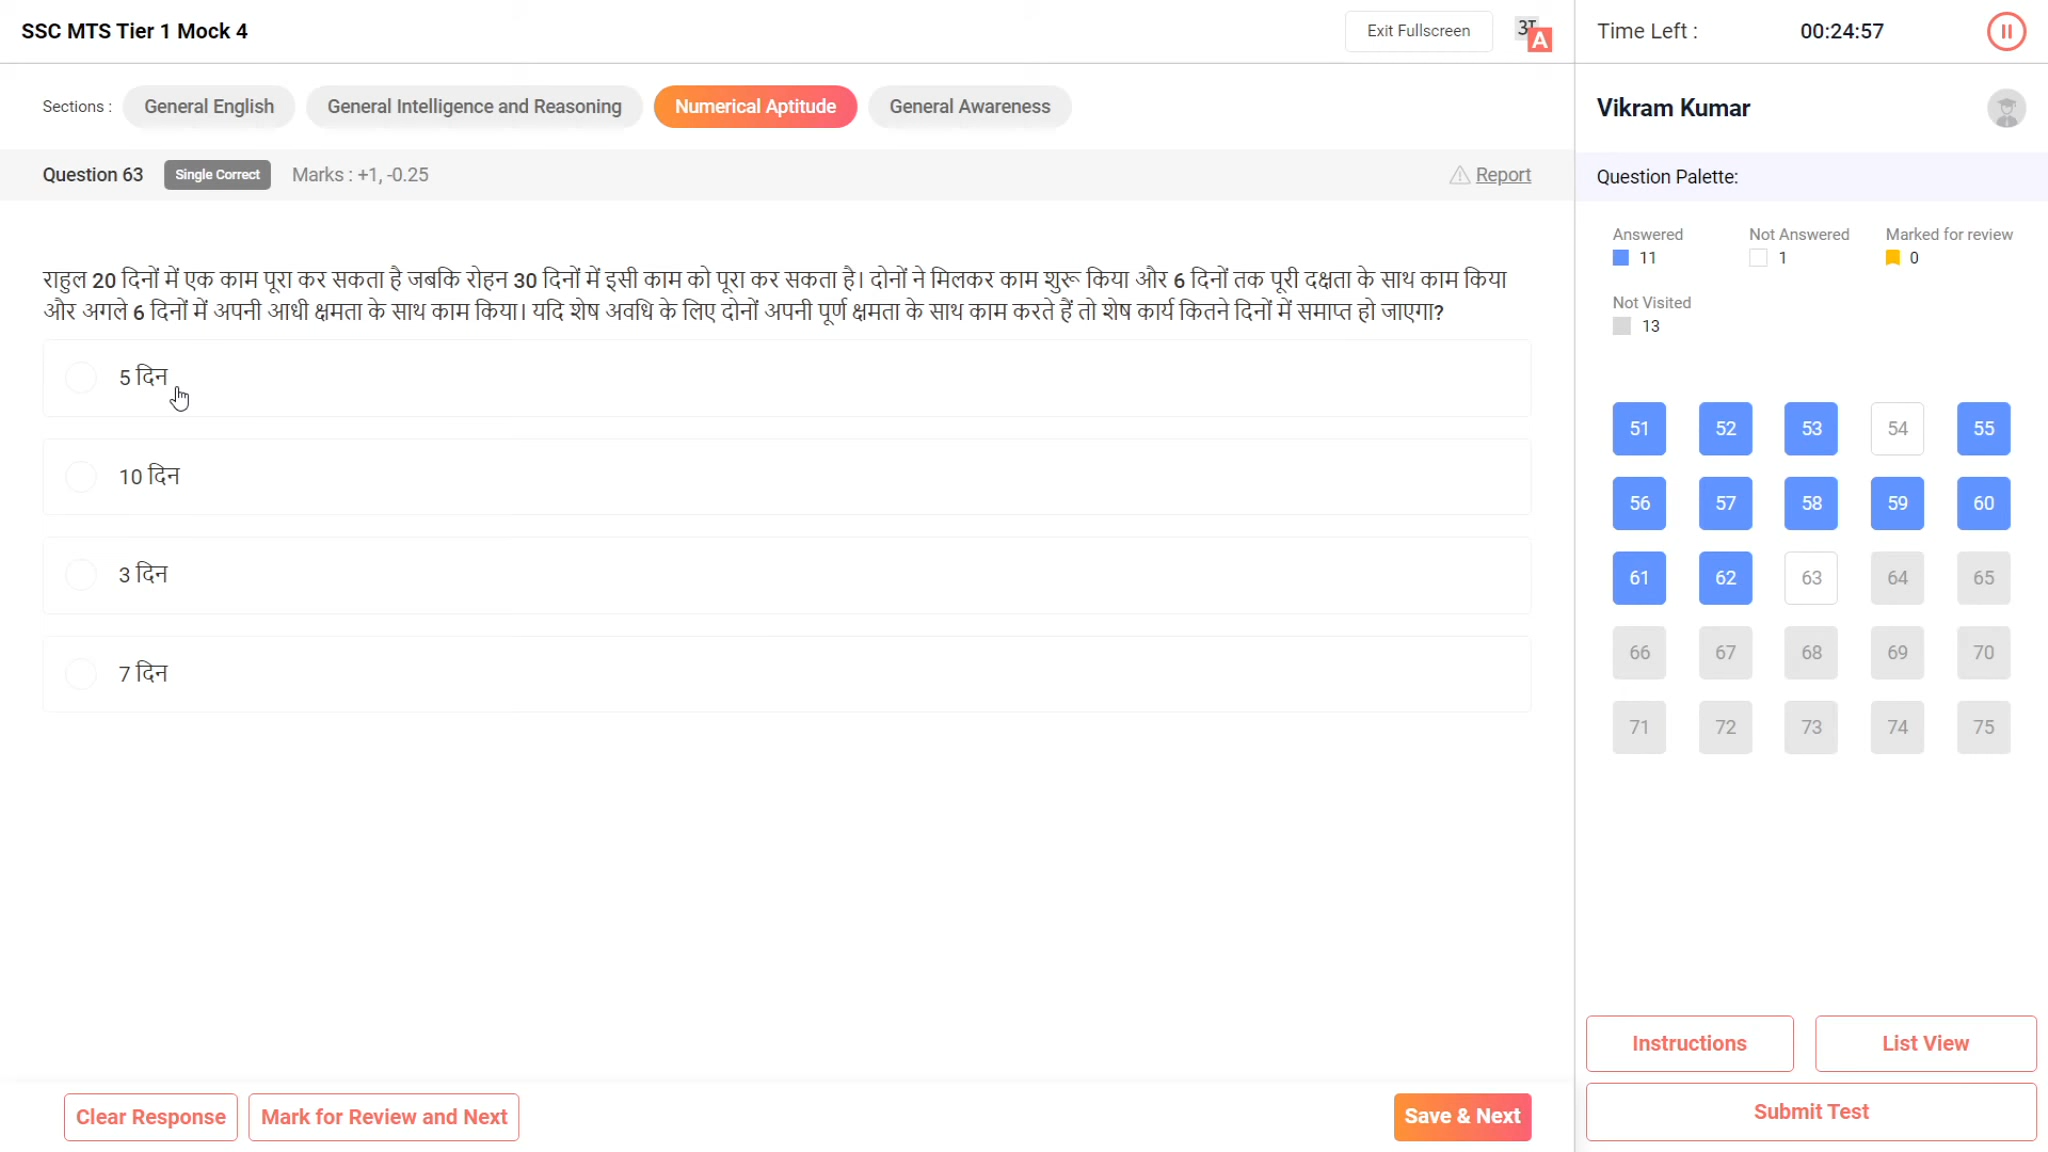 SSC MTS Tier 1 Mock 4
Exit Fullscreen
A
Time Left :
00:24:57
Sections :
General English
General Intelligence and Reasoning
Numerical Aptitude
General Awareness
Vikram Kumar
Question 63
Single Correct
Marks : +1, -0.25
Report
Question Palette:
Answered
11
Not Answered
1
Marked for review
0
Not Visited
13
राहुल 20 दिनों में एक काम पूरा कर सकता है जबकि रोहन 30 दिनों में इसी काम को पूरा कर सकता है। दोनों ने मिलकर काम शुरू किया और 6 दिनों तक पूरी दक्षता के साथ काम किया
और अगले 6 दिनों में अपनी आधी क्षमता के साथ काम किया। यदि शेष अवधि के लिए दोनों अपनी पूर्ण क्षमता के साथ काम करते हैं तो शेष कार्य कितने दिनों में समाप्त हो जाएगा?
5 दिन
10 दिन
3 दिन
7 दिन
51 52 53 54 55
56 57 58 59 60
61 62 63 64 65
66 67 68 69 70
71 72 73 74 75
Instructions
List View
Clear Response
Mark for Review and Next
Save & Next
Submit Test